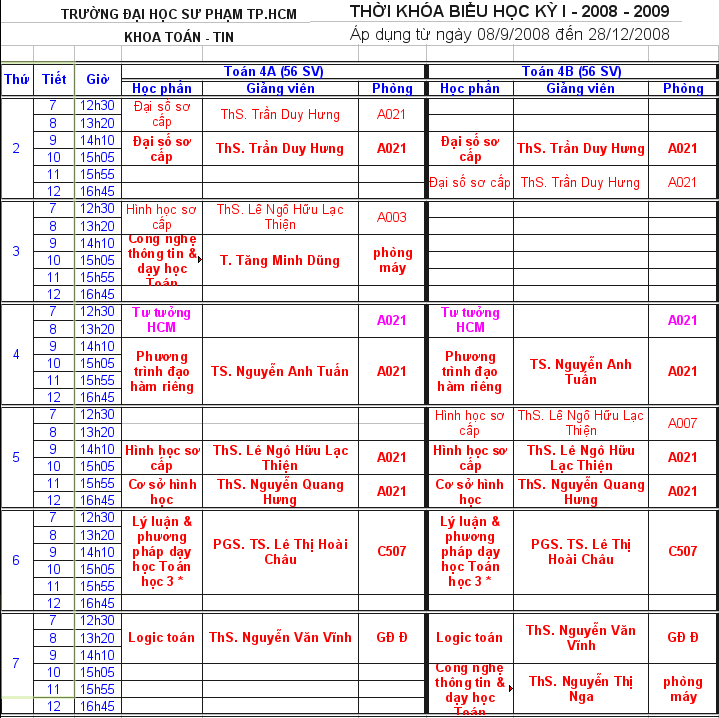 TRƯỜNG ĐẠI HỌC SƯ PHẠM TP.HCM
THỜI KHÓA BIỂU HỌC KỲ I - 2008 - 2009
KHOA TOÁN - TIN
Áp dụng từ ngày 08/9/2008 đến 28/12/2008
Thứ Tiết Giờ Toán 4A (56 SV) Toán 4B (56 SV)
Học phần Giảng viên Phòng Học phần Giảng viên Phòng
2
7 12h30
8 13h20
Đại số sơ
cấp
ThS. Trần Duy Hưng A021
9 14h10
10 15h05
Đại số sơ
cấp
ThS. Trần Duy Hưng A021
Đại số sơ
cấp
ThS. Trần Duy Hưng A021
11 15h55
12 16h45
Đại số sơ cấp ThS. Trần Duy Hưng A021
3
7 12h30
8 13h20
Hình học sơ
cấp
ThS. Lê Ngô Hữu Lạc
Thiện
A003
9 14h10
10 15h05
11 15h55
12 16h45
Công nghệ
thông tin &
dạy học
Toán
T. Tăng Minh Dũng
phòng
máy
4
7 12h30
8 13h20
Tư tưởng
HCM
A021
Tư tưởng
HCM
A021
9 14h10
10 15h05
11 15h55
12 16h45
Phương
trình đạo
hàm riêng
TS. Nguyễn Anh Tuấn A021
Phương
trình đạo
hàm riêng
TS. Nguyễn Anh
Tuấn
A021
5
7 12h30
8 13h20
Hình học sơ
cấp
ThS. Lê Ngô Hữu Lạc
Thiện
A007
9 14h10
10 15h05
Hình học sơ
cấp
ThS. Lê Ngô Hữu Lạc
Thiện
A021
Hình học sơ
cấp
ThS. Lê Ngô Hữu
Lạc Thiện
A021
11 15h55
12 16h45
Cơ sở hình
học
ThS. Nguyễn Quang
Hưng
A021
Cơ sở hình
học
ThS. Nguyễn Quang
Hưng
A021
6
7 12h30
8 13h20
9 14h10
10 15h05
11 15h55
12 16h45
Lý luận &
phương
pháp dạy
học Toán
học 3 *
PGS. TS. Lê Thị Hoài
Châu
C507
Lý luận &
phương
pháp dạy
học Toán
học 3 *
PGS. TS. Lê Thị
Hoài Châu
C507
7
7 12h30
8 13h20
9 14h10
Logic toán ThS. Nguyễn Văn Vĩnh GĐ Đ
Logic toán
ThS. Nguyễn Văn
Vĩnh
GĐ Đ
10 15h05
11 15h55
12 16h45
Công nghệ
thông tin &
dạy học
Toán
ThS. Nguyễn Thị
Nga
phòng
máy